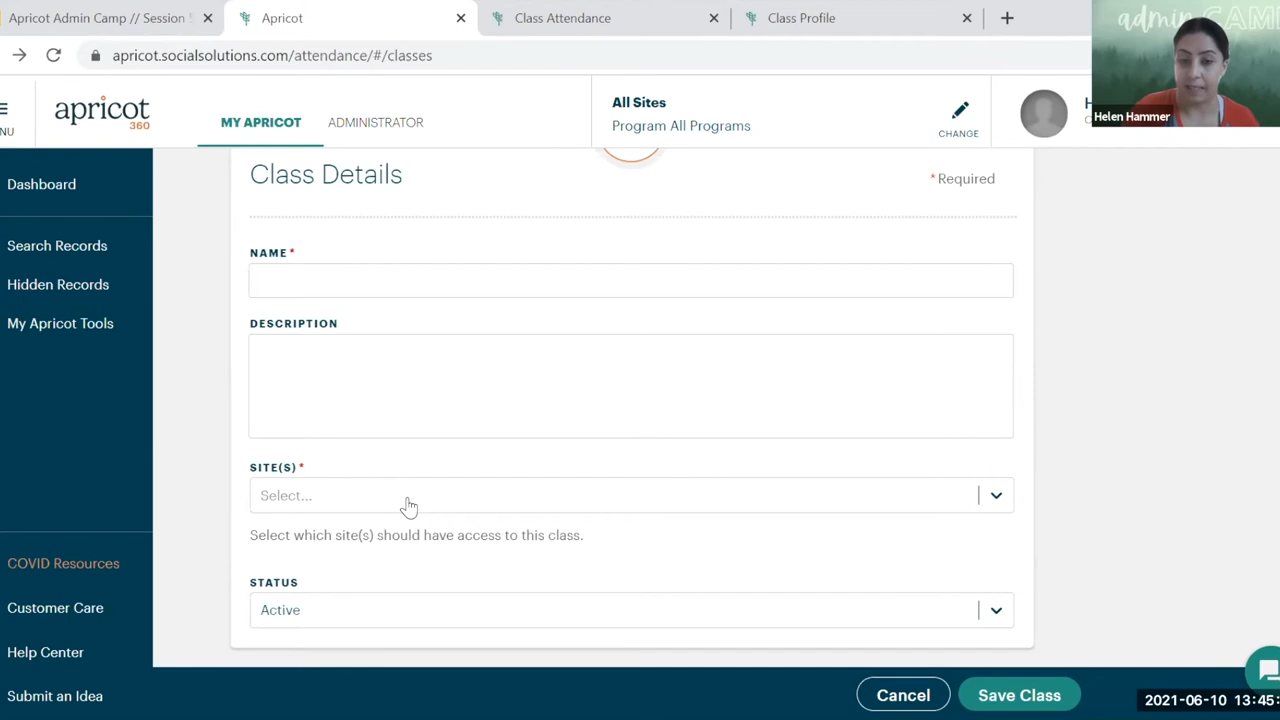 Apricot Admin Camp // Session
Apricot
Class Attendance
Class Profile
apricot.socialsolutions.com/attendance/#/classes
admin CAM
Helen Hammer
NU
apricot
360
MY APRICOT
ADMINISTRATOR
All Sites
Program All Programs
CHANGE
H
Dashboard
Search Records
Hidden Records
My Apricot Tools
COVID Resources
Customer Care
Help Center
Submit an Idea
Class Details
* Required
NAME *
DESCRIPTION
SITE(S) *
Select...
Select which site(s) should have access to this class.
STATUS
Active
Cancel
Save Class
2021-06-10 13:45: